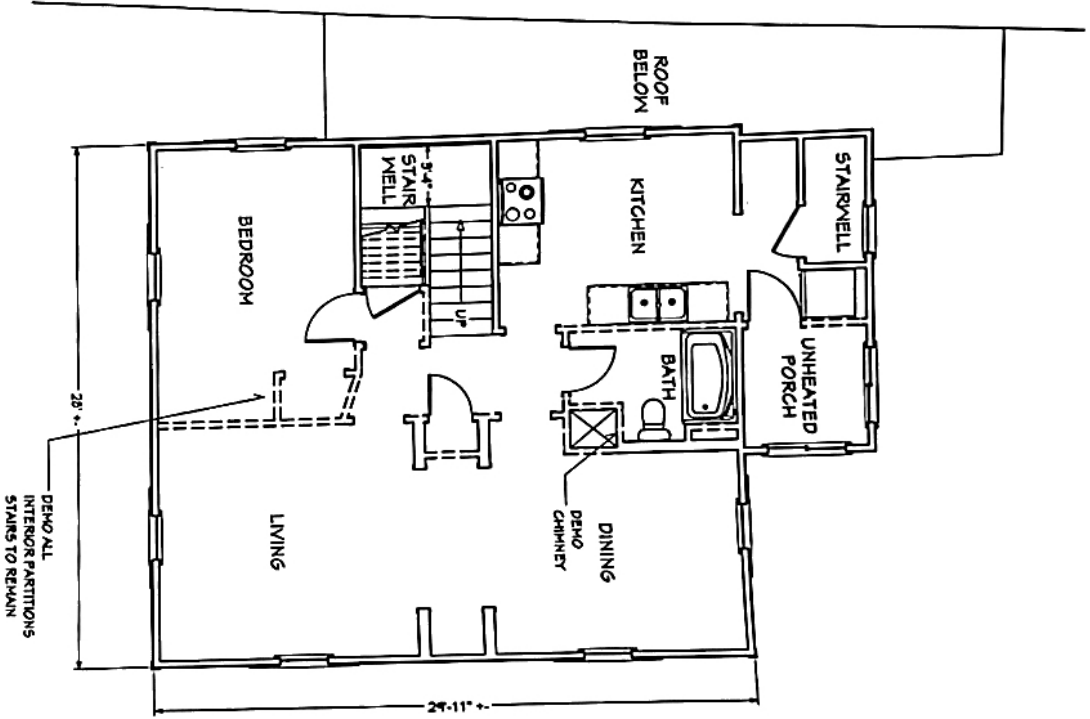 ROOF
BELOW
STAIRWELL
3'-4"
STAIR
WELL
KITCHEN
BEDROOM
UP
UNHEATED
PORCH
BATH
28' +-
DEMO
CHIMNEY
DINING
LIVING
DEMO ALL
INTERIOR PARTITIONS
STAIRS TO REMAIN
29'-11" +-